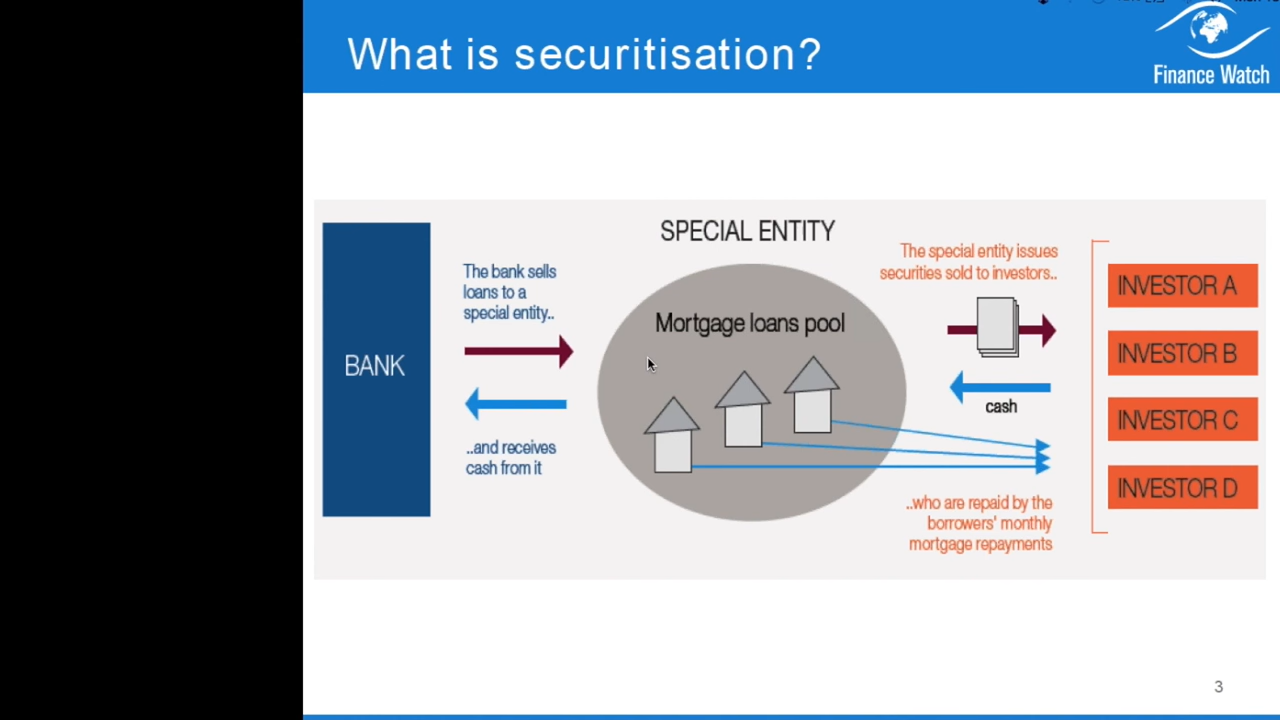 What is securitisation?
Finance Watch
SPECIAL ENTITY
The bank sells
loans to a
special entity..
BANK
..and receives
cash from it
Mortgage loans pool
The special entity issues
securities sold to investors..
cash
..who are repaid by the
borrowers' monthly
mortgage repayments
INVESTOR A
INVESTOR B
INVESTOR C
INVESTOR D
3